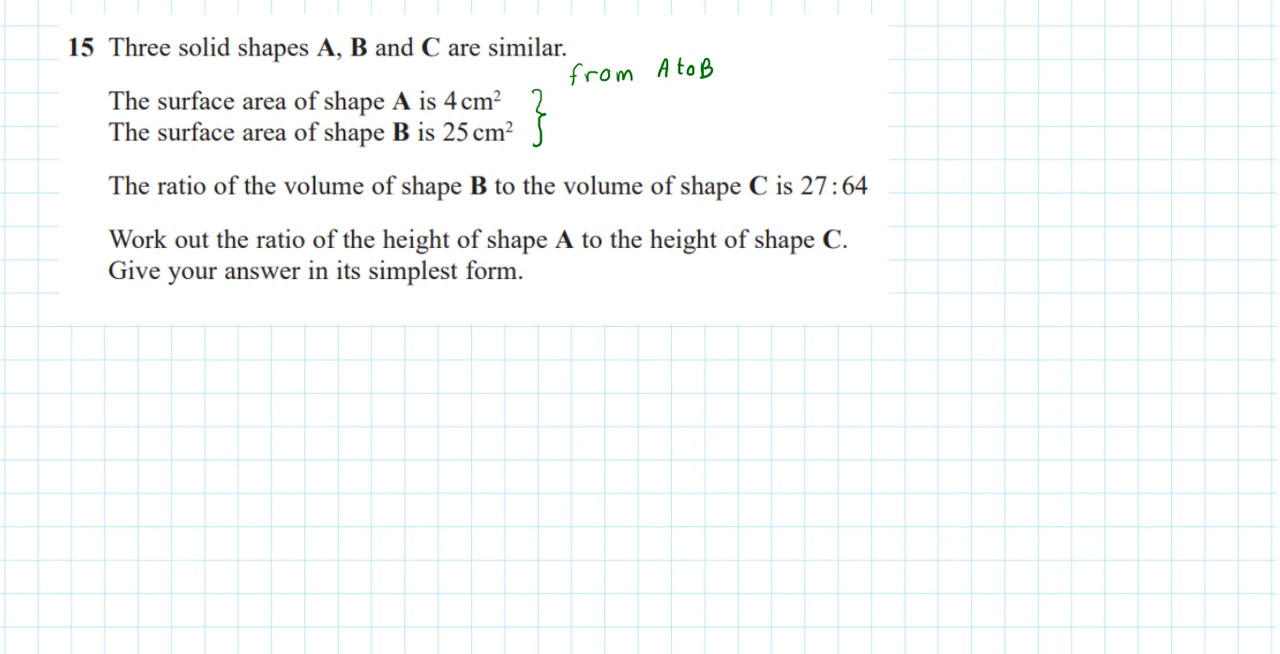 15 Three solid shapes A, B and C are similar.
from A to B
The surface area of shape A is 4 cm²
The surface area of shape B is 25 cm²
The ratio of the volume of shape B to the volume of shape C is 27 : 64
Work out the ratio of the height of shape A to the height of shape C.
Give your answer in its simplest form.